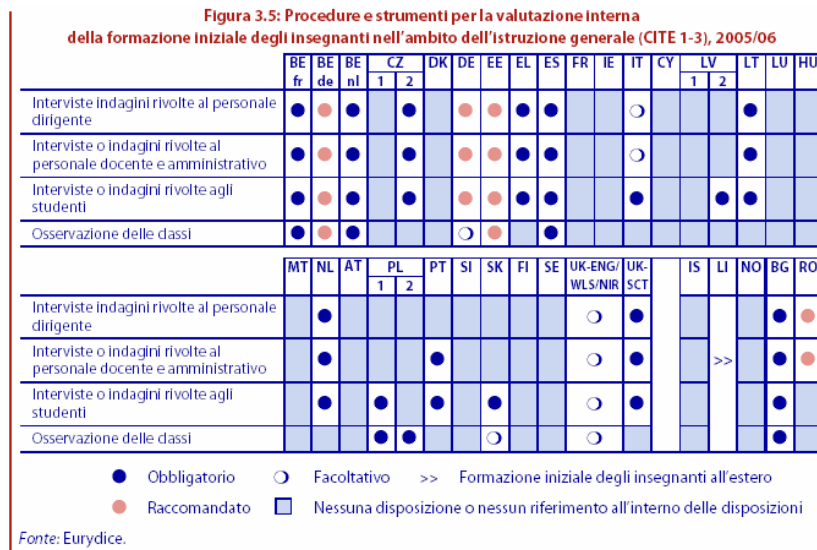 Figura 3.5: Procedure e strumenti per la valutazione interna
della formazione iniziale degli insegnanti nell'ambito dell'istruzione generale (CITE 1-3), 2005/06
BE fr BE de BE nl CZ 1 2 DK DE EE EL ES FR IE IT CY LV 1 2 LT LU HU
Interviste indagini rivolte al personale
dirigente
Interviste o indagini rivolte al
personale docente e amministrativo
Interviste o indagini rivolte agli
studenti
Osservazione delle classi
MT NL AT PL 1 2 PT SI SK FI SE UK-ENG/WLS/NIR UK-SCT IS LI NO BG RO
Interviste indagini rivolte al personale
dirigente
Interviste o indagini rivolte al
personale docente e amministrativo >>
Interviste o indagini rivolte agli
studenti
Osservazione delle classi
Obbligatorio Facoltativo >> Formazione iniziale degli insegnanti all'estero
Raccomandato Nessuna disposizione o nessun riferimento all'interno delle disposizioni
Fonte: Eurydice.